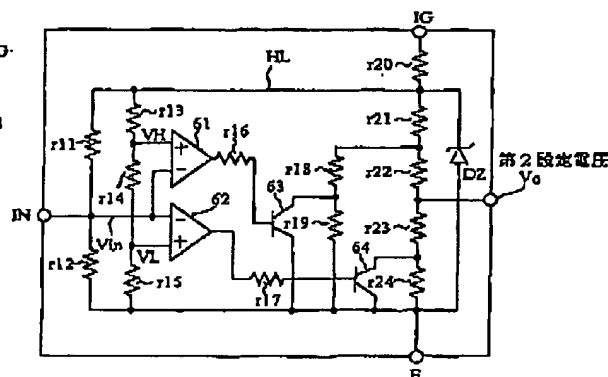 IG
G.
r20
HL
r13
r21
61
r16
r11
VH
r18
r14
r22
DZ
第2設定電圧
Va
62
63
IN
Vin
r19
r23
VL
64
r12
r15
r17
r24
E